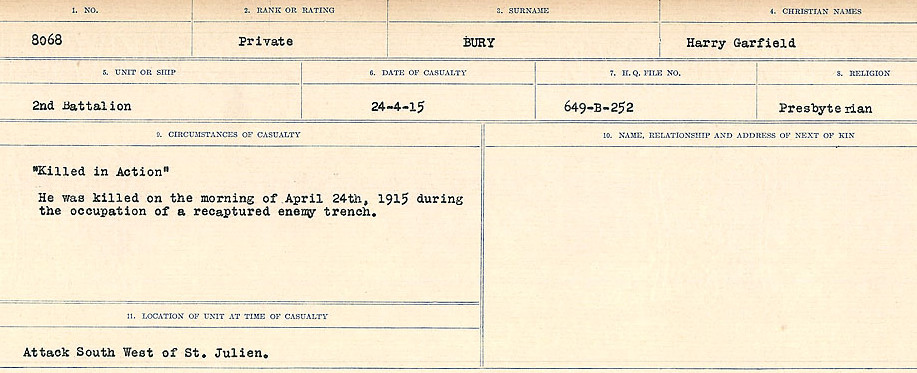 1. NO. 2. RANK OR RATING 3. SURNAME 4. CHRISTIAN NAMES
8068 Private BURY Harry Garfield
5. UNIT OR SHIP 6. DATE OF CASUALTY 7. H.Q. FILE NO. 8. RELIGION
2nd Battalion 24-4-15 649-B-252 Presbyterian
9. CIRCUMSTANCES OF CASUALTY 10. NAME, RELATIONSHIP AND ADDRESS OF NEXT OF KIN
"Killed in Action"
He was killed on the morning of April 24th, 1915 during
the occupation of a recaptured enemy trench.
11. LOCATION OF UNIT AT TIME OF CASUALTY
Attack South West of St. Julien.